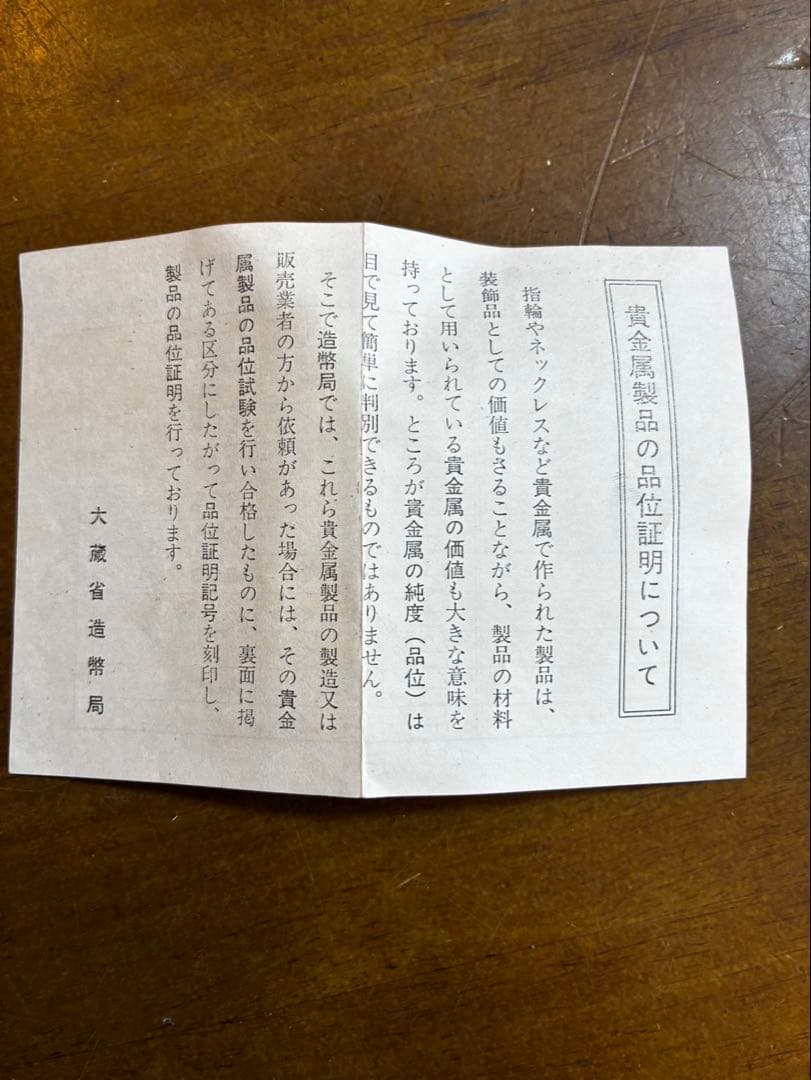 貴金属製品の品位証明について
指輪やネックレスなど貴金属で作られた製品は、
装飾品としての価値もさることながら、製品の材料
として用いられている貴金属の価値も大きな意味を
持っております。ところが貴金属の純度（品位）は
目で見て簡単に判別できるものではありません。
そこで造幣局では、これら貴金属製品の製造又は
販売業者の方から依頼があった場合には、その貴金
属製品の品位試験を行い合格したものに、裏面に掲
げてある区分にしたがって品位証明記号を刻印し、
製品の品位証明を行っております。
大蔵省造幣局